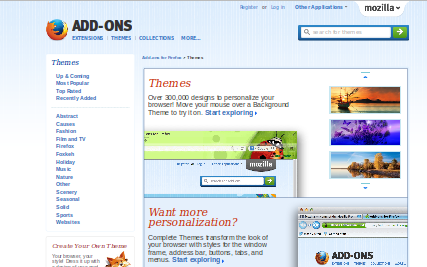 Register or Log in Other Applications
mozilla
ADD-ONS
EXTENSIONS | THEMES | COLLECTIONS MORE...
search for themes
Add-ons for Firefox > Themes
Themes
Up & Coming
Most Popular
Top Rated
Recently Added
Abstract
Causes
Fashion
Film and TV
Firefox
Foxkeh
Holiday
Music
Nature
Other
Scenery
Seasonal
Solid
Sports
Websites
Create Your Own Theme
Your browser, your
style! Dress it up with
Themes
Over 300,000 designs to personalize your
browser! Move your mouse over a Background
Theme to try it on. Start exploring
mozilla
Want more
personalization?
Complete Themes transform the look of
your browser with styles for the window
frame, address bar, buttons, tabs, and
menus. Start exploring
ADD-ONS